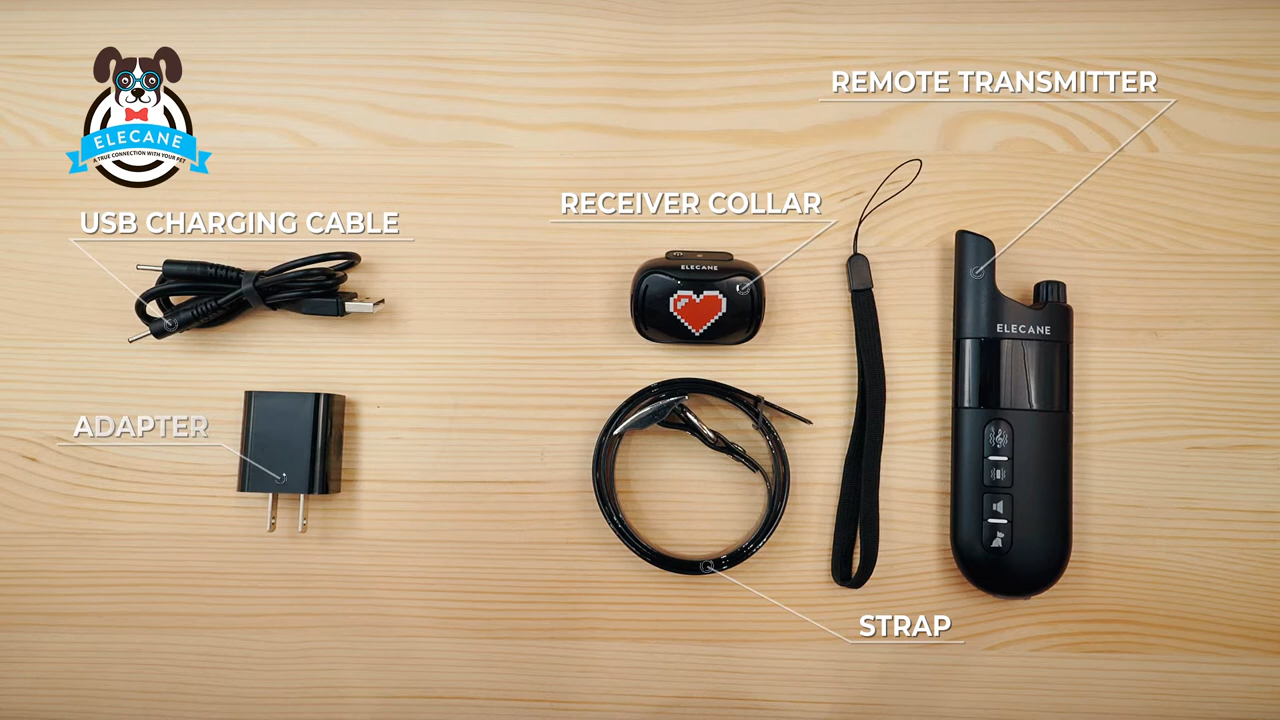 ELECANE
A TRUE CONNECTION WITH YOUR PET
REMOTE TRANSMITTER
RECEIVER COLLAR
USB CHARGING CABLE
ELECANE
ELECANE
ADAPTER
STRAP